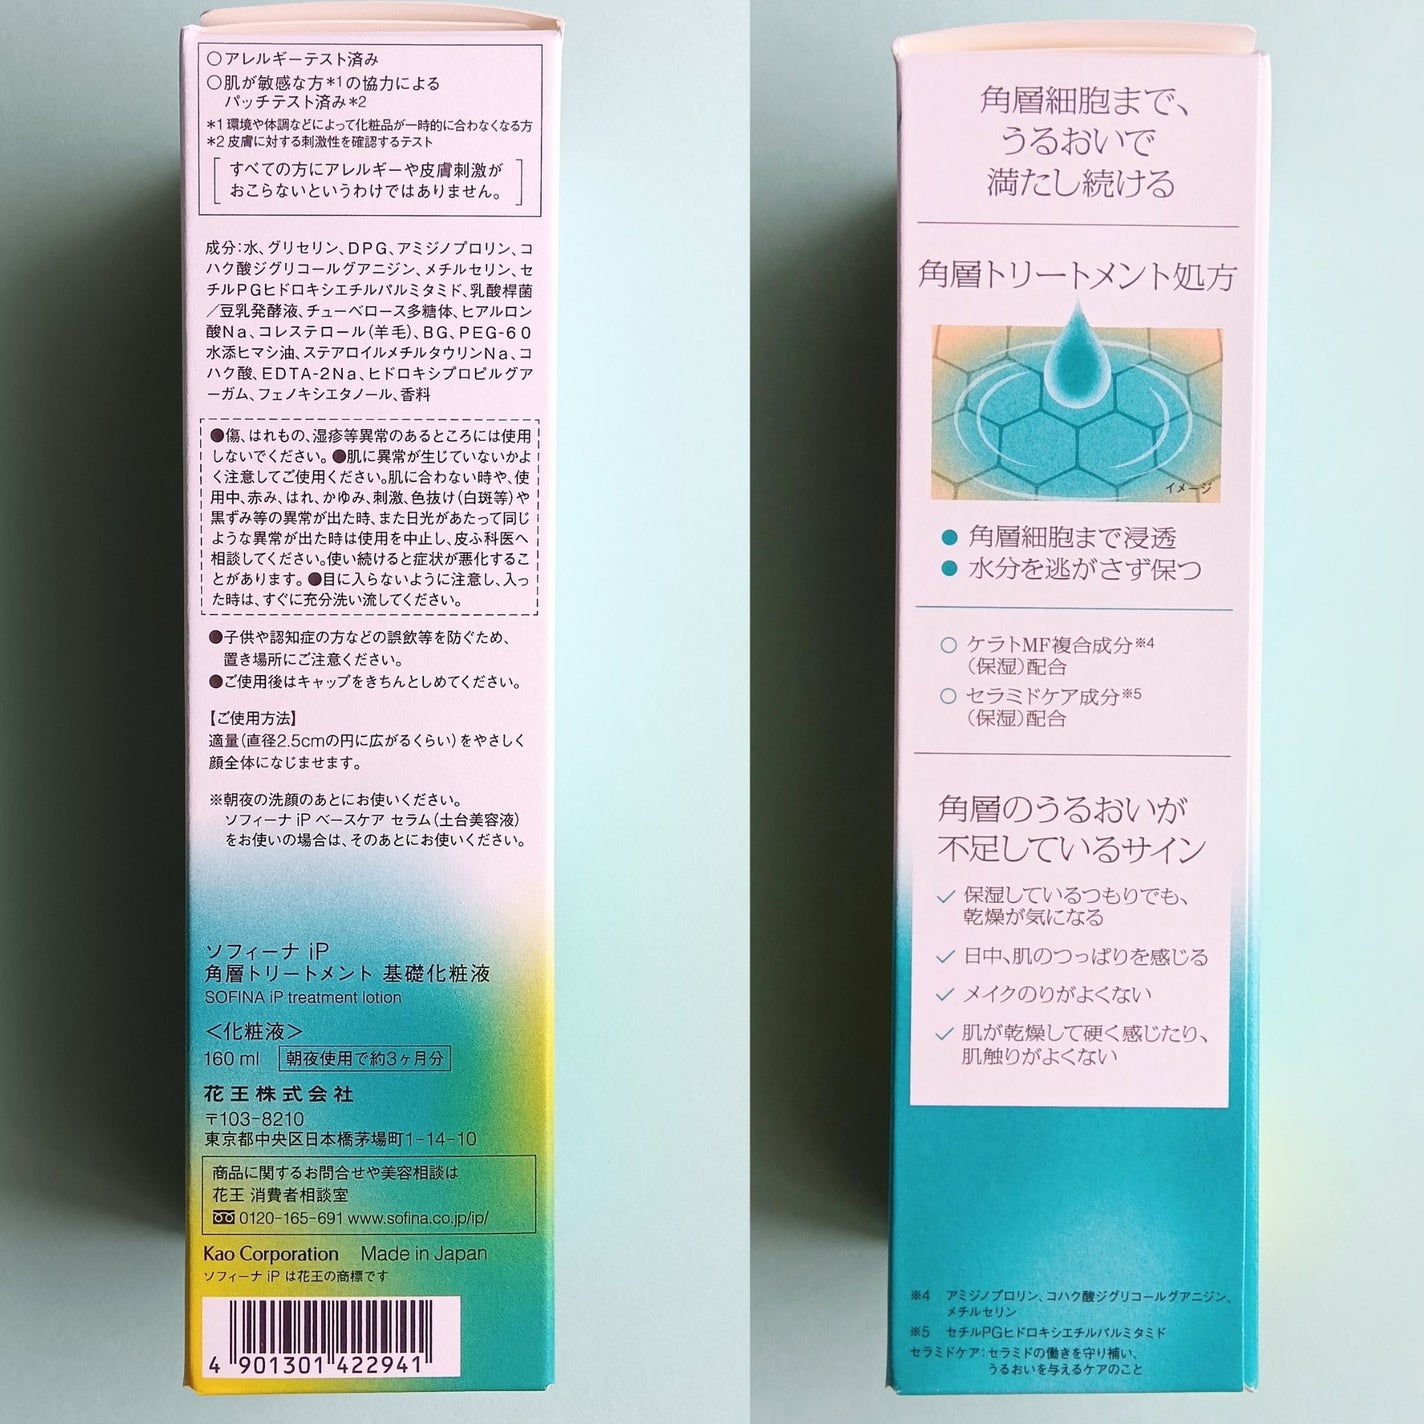 ○アレルギーテスト済み
○肌が敏感な方*1の協力による
パッチテスト済み*2
*1 環境や体調などによって化粧品が一時的に合わなくなる方
*2 皮膚に対する刺激性を確認するテスト
すべての方にアレルギーや皮膚刺激が
おこらないというわけではありません。
成分:水、グリセリン、DPG、アミジノプロリン、コ
ハク酸ジグリコールグアニジン、メチルセリン、セ
チルPGヒドロキシエチルパルミタミド、乳酸桿菌
/豆乳発酵液、チューベロース多糖体、ヒアルロン
酸Na、コレステロール(羊毛)、BG、PEG-60
水添ヒマシ油、ステアロイルメチルタウリンNa、コ
ハク酸、EDTA-2Na、ヒドロキシプロピルグア
ーガム、フェノキシエタノール、香料
●傷、はれもの、湿疹等異常のあるところには使用
しないでください。●肌に異常が生じていないかよ
く注意してご使用ください。肌に合わない時や、使
用中、赤み、はれ、かゆみ、刺激、色抜け(白斑等)や
黒ずみ等の異常が出た時、また日光があたって同じ
ような異常が出た時は使用を中止し、皮ふ科医へ
相談してください。使い続けると症状が悪化するこ
とがあります。●目に入らないように注意し、入っ
た時は、すぐに充分洗い流してください。
●子供や認知症の方などの誤飲等を防ぐため、
置き場所にご注意ください。
●ご使用後はキャップをきちんとしめてください。
【ご使用方法】
適量(直径2.5cmの円に広がるくらい)をやさしく
顔全体になじませます。
※朝夜の洗顔のあとにお使いください。
ソフィーナ iP ベースケア セラム(土台美容液)
をお使いの場合は、そのあとにお使いください。
ソフィーナ iP
角層トリートメント 基礎化粧液
SOFINA iP treatment lotion
<化粧液>
160 ml 朝夜使用で約3ヶ月分
花王株式会社
〒103-8210
東京都中央区日本橋茅場町1-14-10
商品に関するお問合せや美容相談は
花王 消費者相談室
0120-165-691 www.sofina.co.jp/ip/
Kao Corporation Made in Japan
ソフィーナ iP は花王の商標です
4 901301 422941
角層細胞まで、
うるおいで
満たし続ける
角層トリートメント処方
イメージ
● 角層細胞まで浸透
● 水分を逃がさず保つ
○ ケラトMF複合成分※4
(保湿)配合
○ セラミドケア成分※5
(保湿)配合
角層のうるおいが
不足しているサイン
✓ 保湿しているつもりでも、
乾燥が気になる
✓ 日中、肌のつっぱりを感じる
✓ メイクのりがよくない
✓ 肌が乾燥して硬く感じたり、
肌触りがよくない
※4 アミジノプロリン、コハク酸ジグリコールグアニジン、
メチルセリン
※5 セチルPGヒドロキシエチルパルミタミド
セラミドケア:セラミドの働きを守り補い、
うるおいを与えるケアのこと